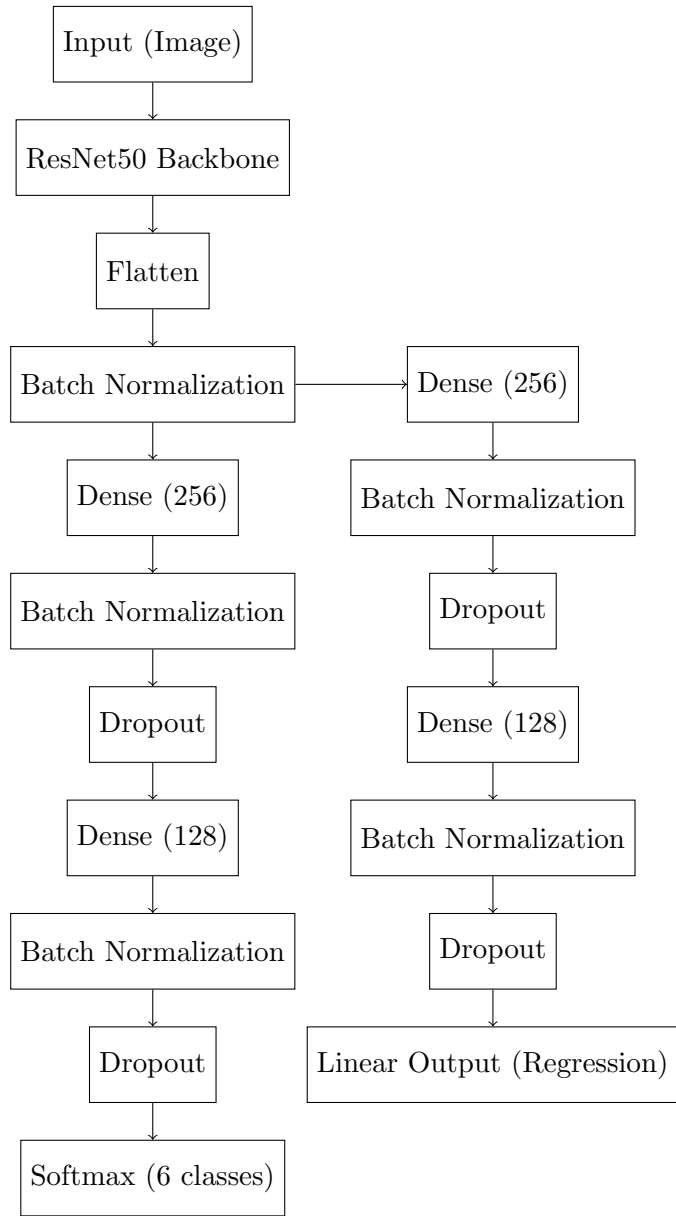 Input (Image)
ResNet50 Backbone
Flatten
Batch Normalization
Dense (256)
Batch Normalization
Dropout
Dense (128)
Batch Normalization
Dropout
Softmax (6 classes)
Dense (256)
Batch Normalization
Dropout
Dense (128)
Batch Normalization
Dropout
Linear Output (Regression)